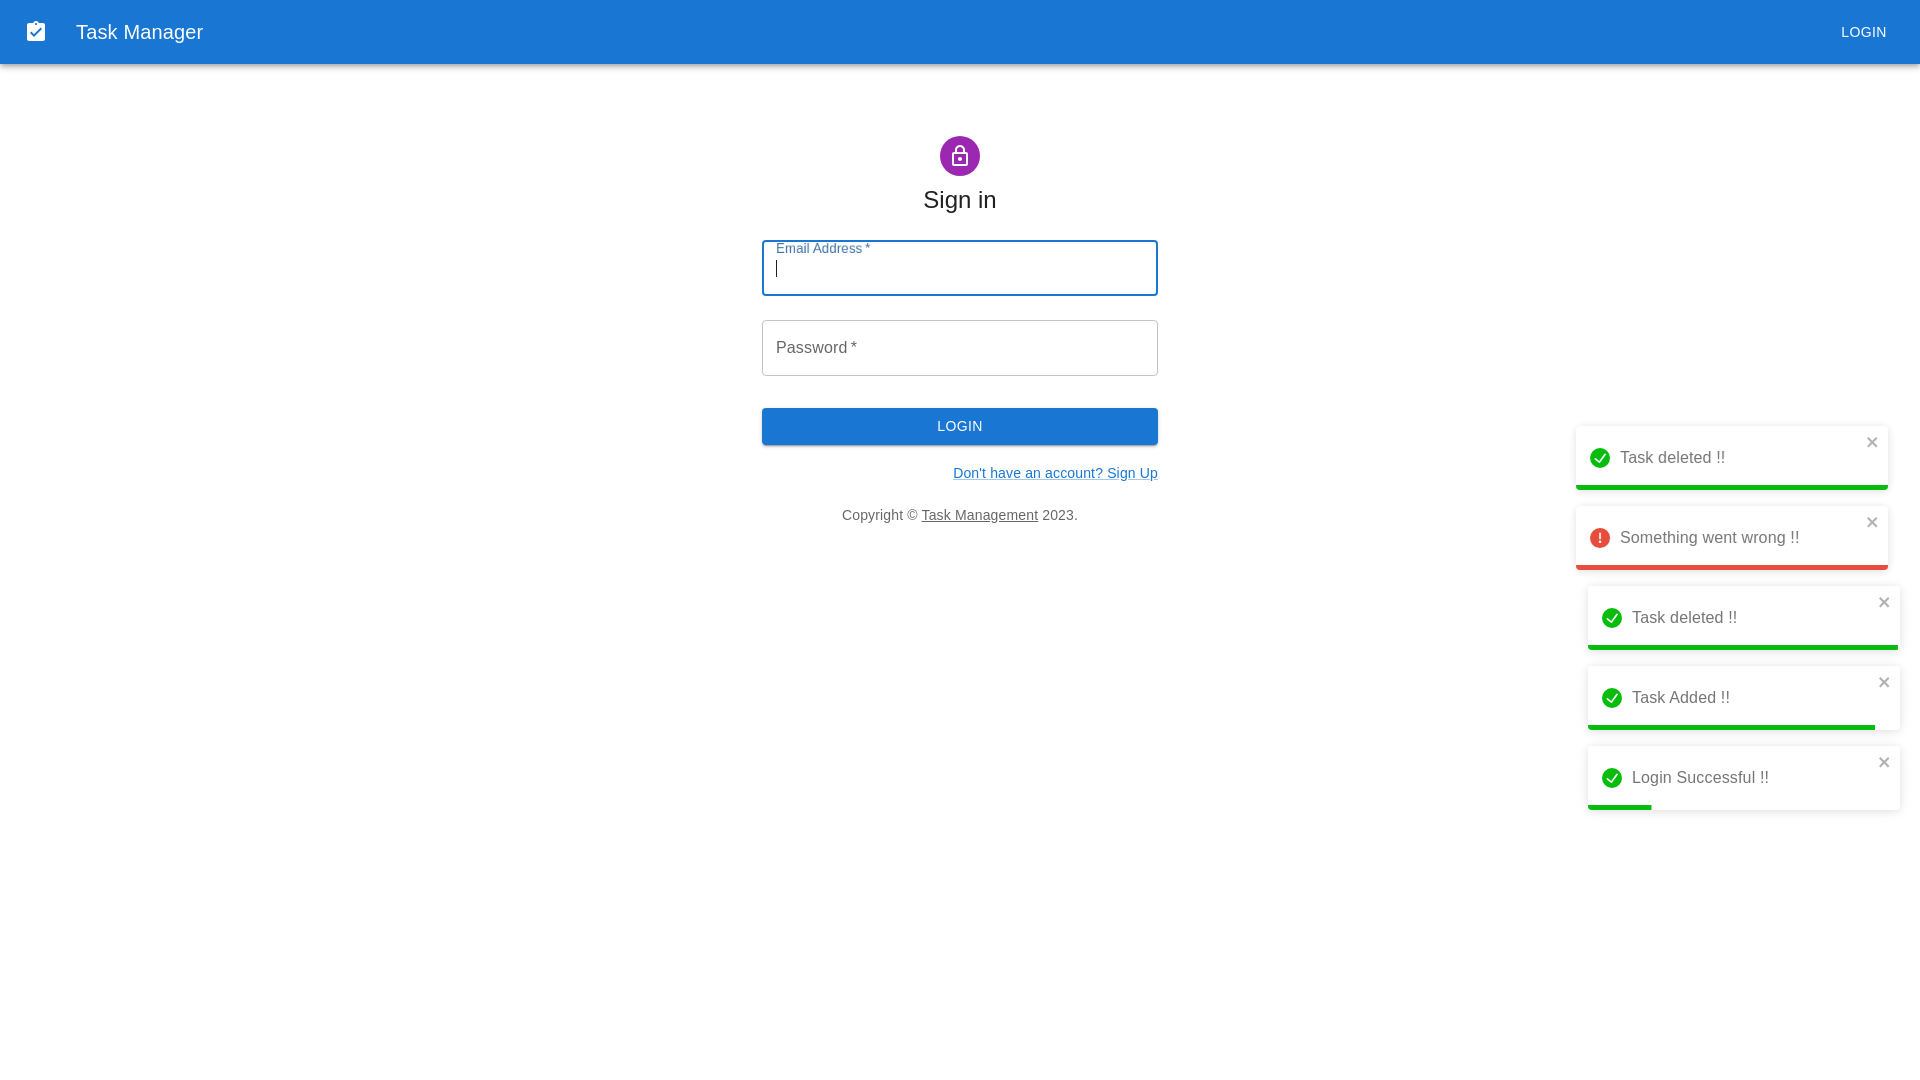 Task Manager
LOGIN
Sign in
Email Address *
Password *
LOGIN
Don't have an account? Sign Up
Copyright © Task Management 2023.
Task deleted !!
Something went wrong !!
Task deleted !!
Task Added !!
Login Successful !!